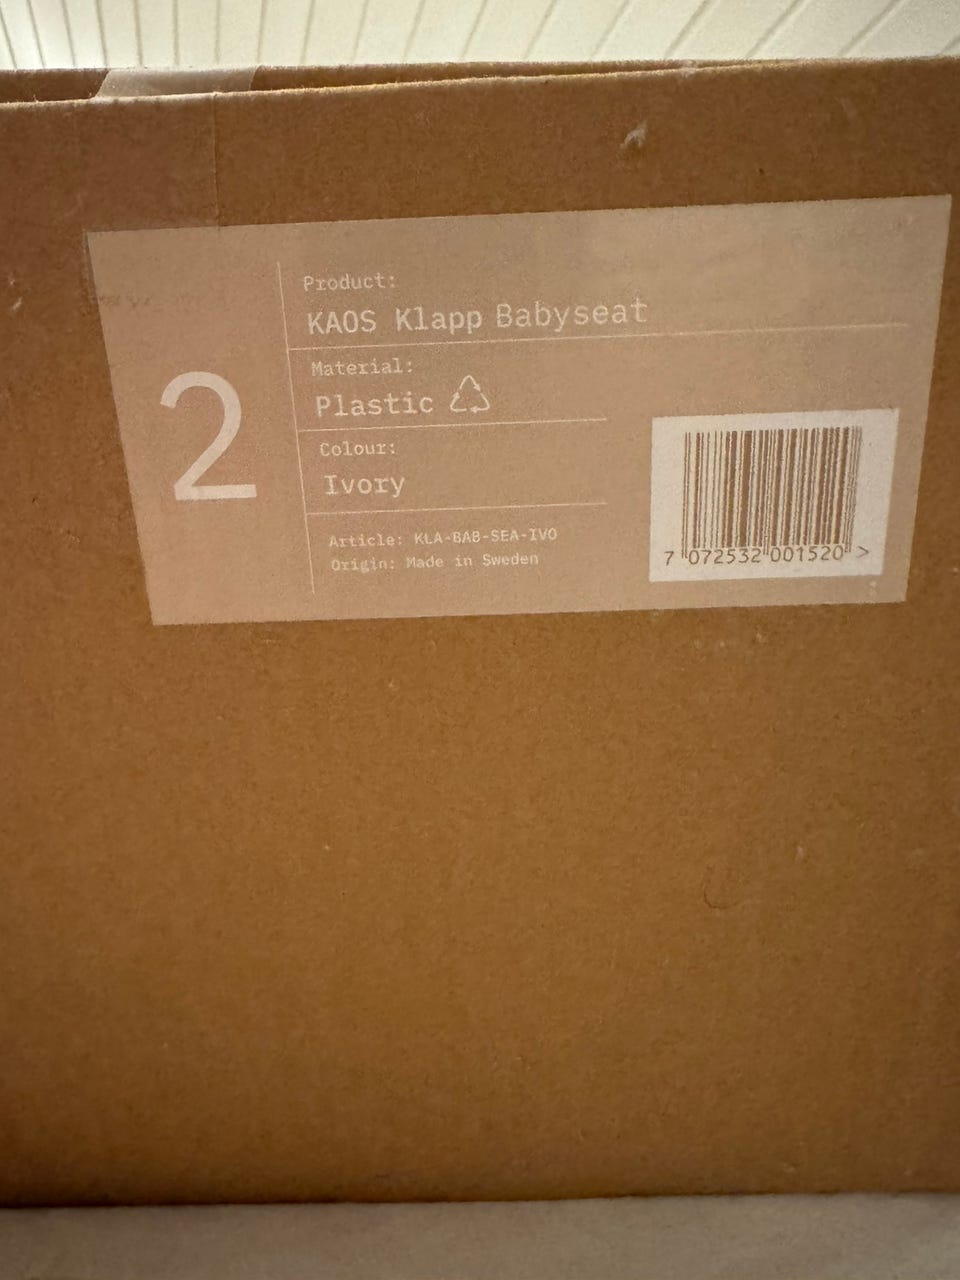 2
Product:
KAOS Klapp Babyseat
Material:
Plastic
Colour:
Ivory
Article: KLA-BAB-SEA-IVO
Origin: Made in Sweden
7 072532 001520 >